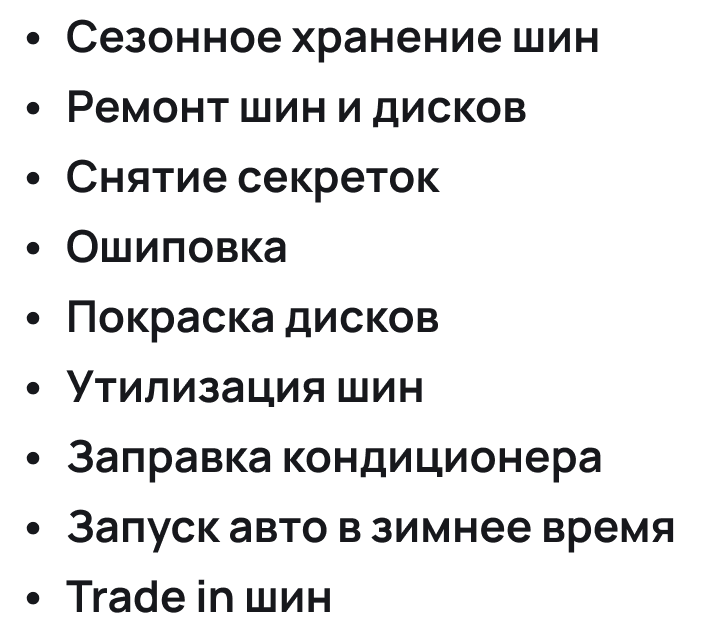 • Сезонное хранение шин
• Ремонт шин и дисков
• Снятие секреток
• Ошиповка
• Покраска дисков
• Утилизация шин
• Заправка кондиционера
• Запуск авто в зимнее время
• Trade in шин